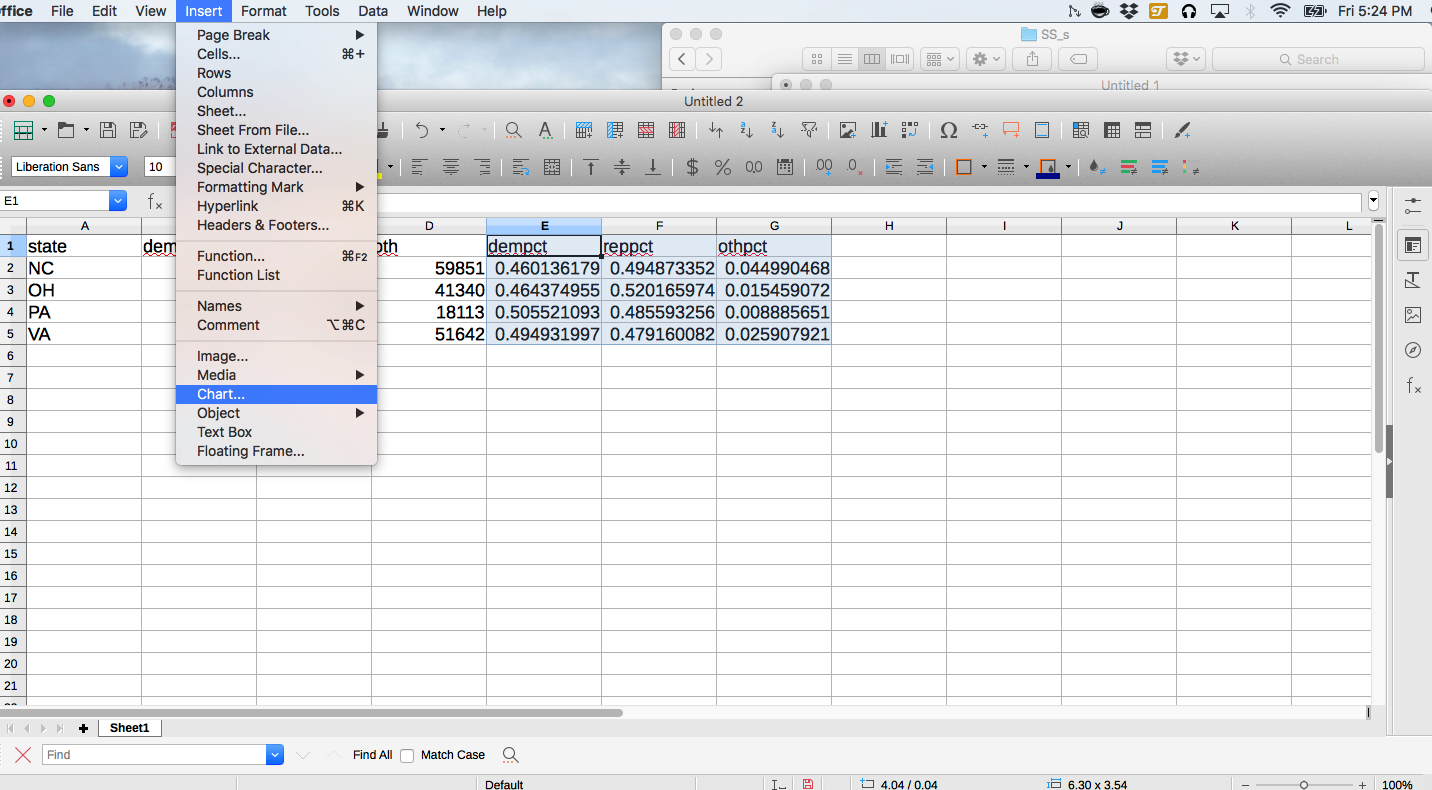 ffice File Edit View Insert Format Tools Data Window Help Fri 5:24 PM
SS_s
Search
Untitled 1
Untitled 2
Page Break
Cells... ⌘+
Rows
Columns
Sheet...
Sheet From File...
Link to External Data...
Special Character...
Formatting Mark
Hyperlink ⌘K
Headers & Footers...
Function... ⌘F2
Function List
Names
Comment ⌥⌘C
Image...
Media
Chart...
Object
Text Box
Floating Frame...
Liberation Sans 10
E1
A D E F G H I J K L
1 state dem oth dempct reppct othpct
2 NC 59851 0.460136179 0.494873352 0.044990468
3 OH 41340 0.464374955 0.520165974 0.015459072
4 PA 18113 0.505521093 0.485593256 0.008885651
5 VA 51642 0.494931997 0.479160082 0.025907921
6
7
8
9
10
11
12
13
14
15
16
17
18
19
20
21
Sheet1
Find Find All Match Case
Default 4.04 / 0.04 6.30 x 3.54 100%